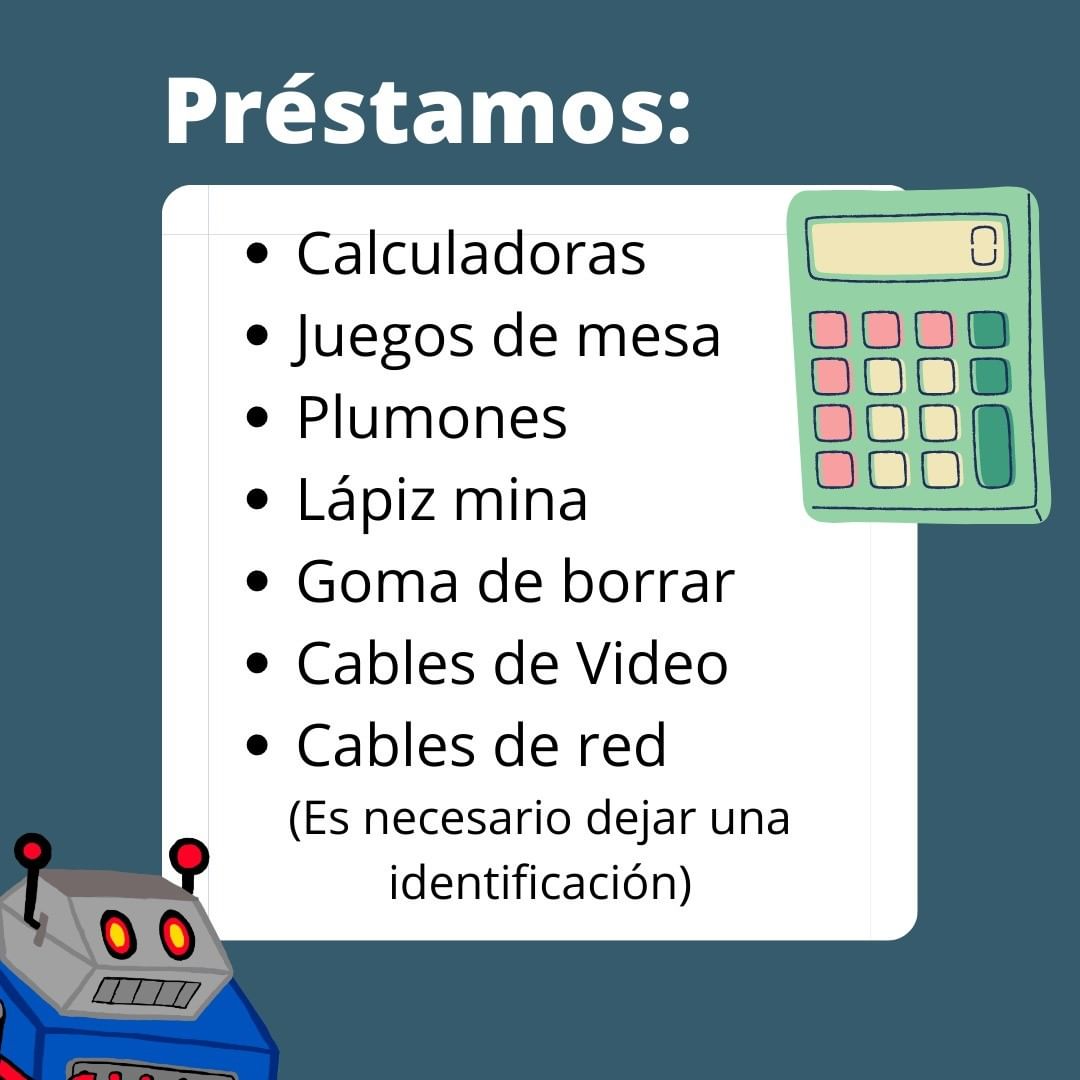 Préstamos:
• Calculadoras
• Juegos de mesa
• Plumones
• Lápiz mina
• Goma de borrar
• Cables de Video
• Cables de red
(Es necesario dejar una
identificación)
0